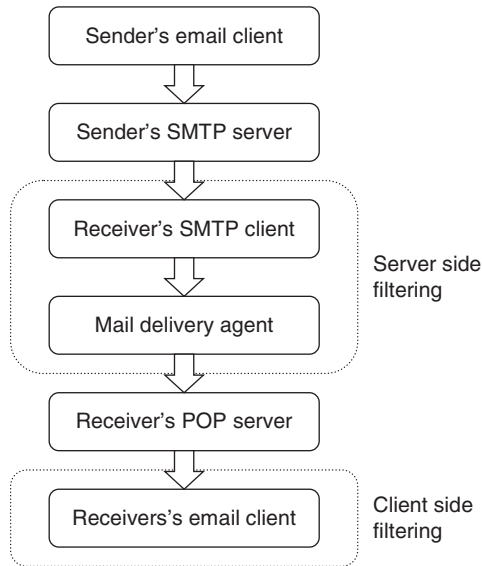 Sender’s email client
Sender’s SMTP server
Receiver’s SMTP client
Server side
filtering
Mail delivery agent
Receiver’s POP server
Receivers’s email client
Client side
filtering